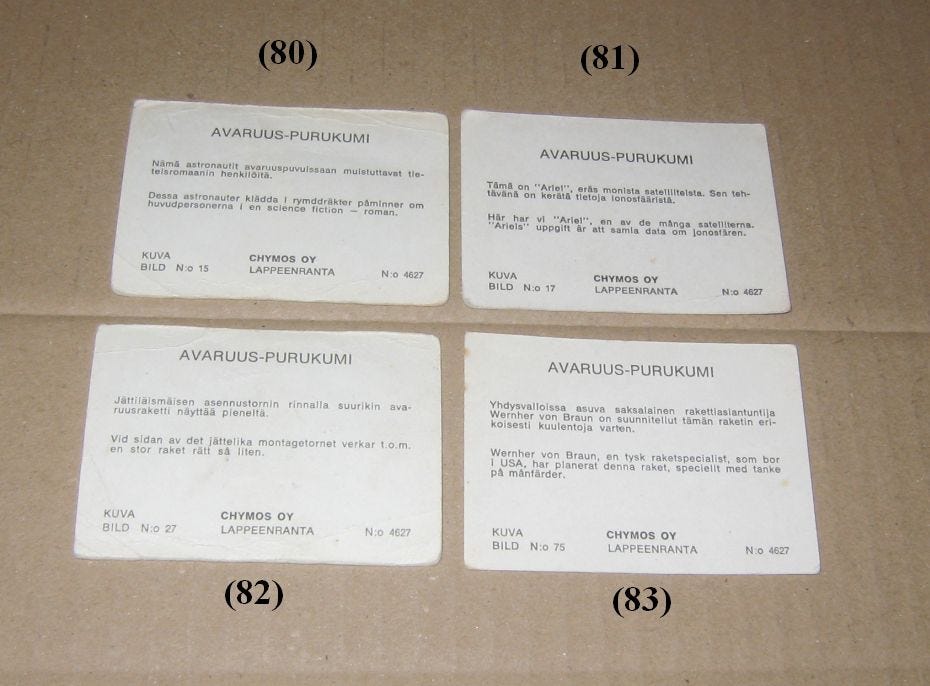 (80)
AVARUUS-PURUKUMI
Nämä astronautit avaruuspuvuissaan muistuttavat tie-
teisromaanin henkilöitä.
Dessa astronauter klädda i rymddräkter påminner om
huvudpersonerna i en science fiction — roman.
KUVA
BILD N:o 15
CHYMOS OY
LAPPEENRANTA
N:o 4627
(81)
AVARUUS-PURUKUMI
Tämä on "Ariel", eräs monista satelliiteista. Sen teh-
tävänä on kerätä tietoja ionosfääristä.
Här har vi "Ariel", en av de många satelliterna.
"Ariels" uppgift är att samla data om jonosfären.
KUVA
BILD N:o 17
CHYMOS OY
LAPPEENRANTA
N:o 4627
AVARUUS-PURUKUMI
Jättiläismäisen asennustornin rinnalla suurikin ava-
ruusraketti näyttää pieneltä.
Vid sidan av det jättelika montagetornet verkar t.o.m.
en stor raket rätt så liten.
KUVA
BILD N:o 27
CHYMOS OY
LAPPEENRANTA
N:o 4627
(82)
AVARUUS-PURUKUMI
Yhdysvalloissa asuva saksalainen rakettiasiantuntija
Wernher von Braun on suunnitellut tämän raketin eri-
koisesti kuulentoja varten.
Wernher von Braun, en tysk raketspecialist, som bor
i USA, har planerat denna raket, speciellt med tanke
på månfärder.
KUVA
BILD N:o 75
CHYMOS OY
LAPPEENRANTA
N:o 4627
(83)